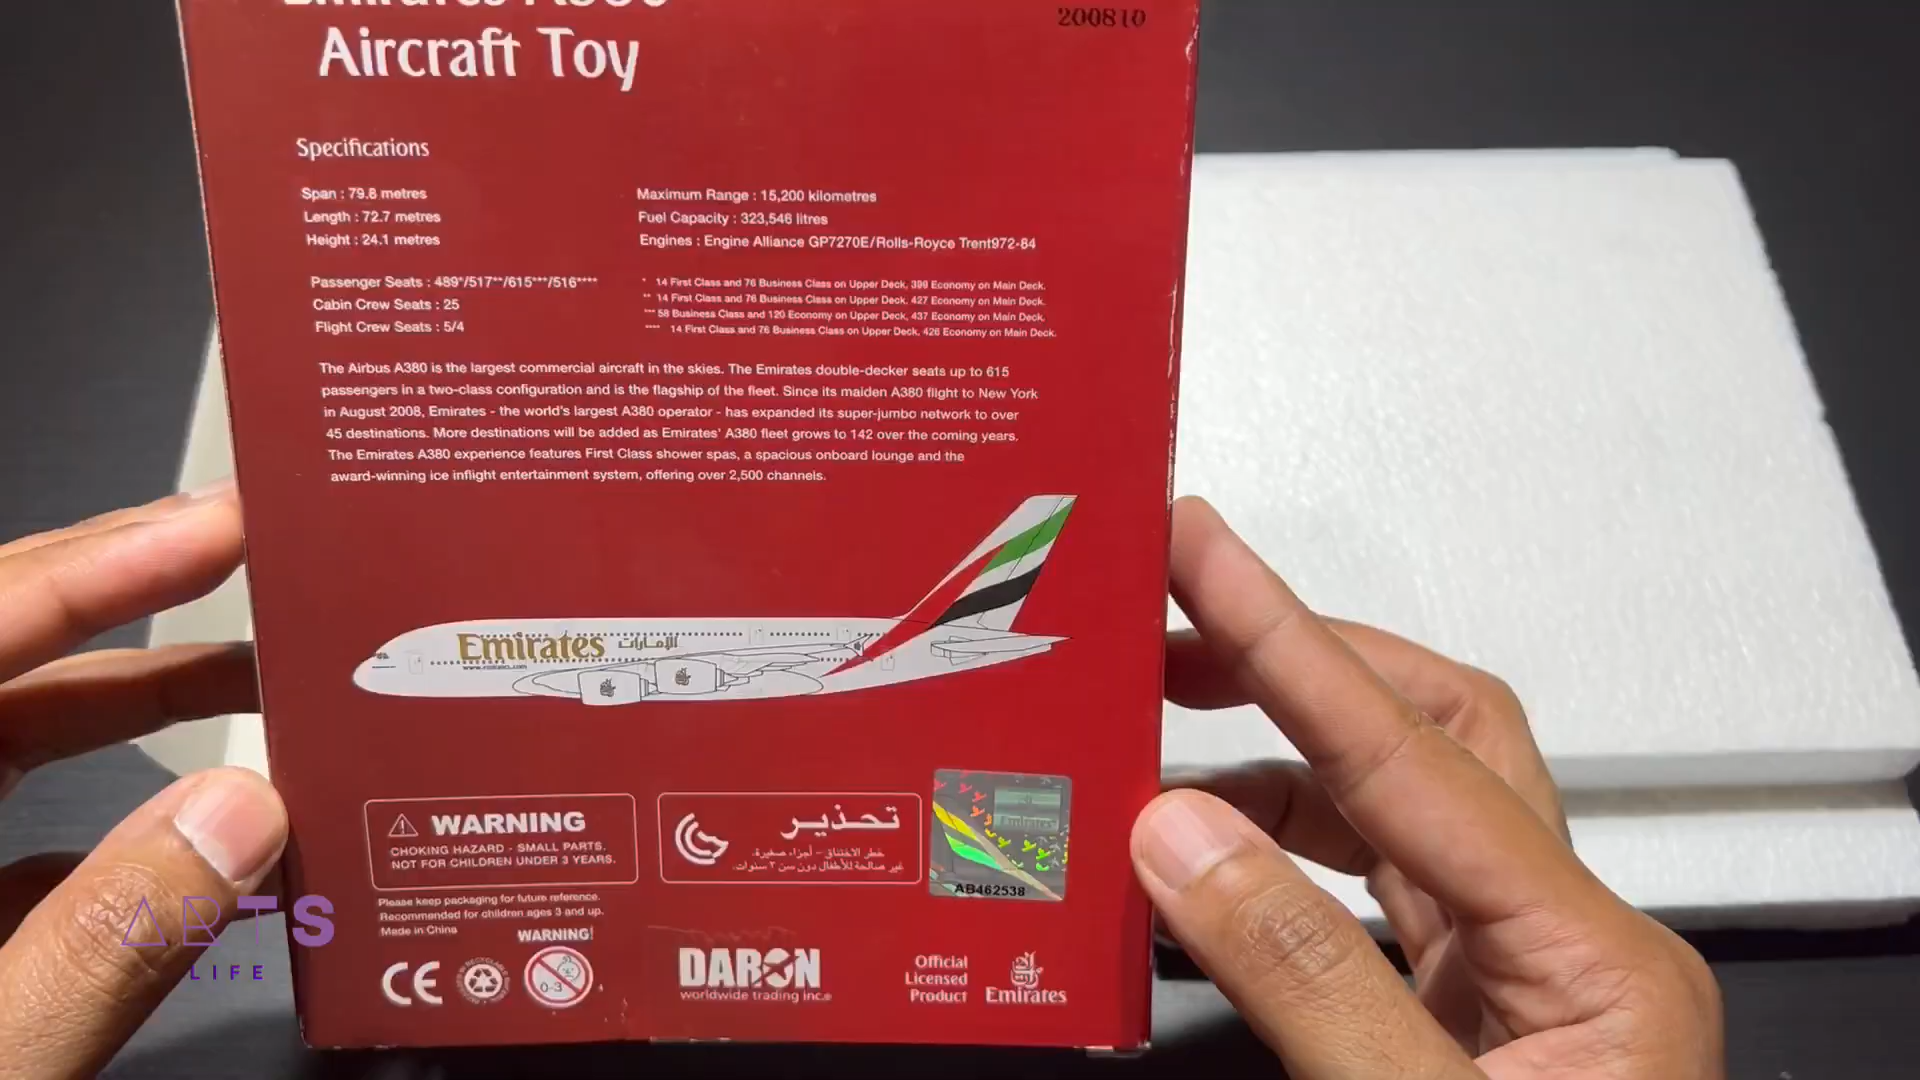 Emirates A380
200810
Aircraft Toy
Specifications
Span : 79.8 metres
Length : 72.7 metres
Height : 24.1 metres
Maximum Range : 15,200 kilometres
Fuel Capacity : 323,546 litres
Engines : Engine Alliance GP7270E/Rolls-Royce Trent972-84
Passenger Seats : 489*/517**/615***/516****
Cabin Crew Seats : 25
Flight Crew Seats : 5/4
* 14 First Class and 76 Business Class on Upper Deck, 399 Economy on Main Deck.
** 14 First Class and 76 Business Class on Upper Deck, 427 Economy on Main Deck.
*** 58 Business Class and 120 Economy on Upper Deck, 437 Economy on Main Deck.
**** 14 First Class and 76 Business Class on Upper Deck, 426 Economy on Main Deck.
The Airbus A380 is the largest commercial aircraft in the skies. The Emirates double-decker seats up to 615
passengers in a two-class configuration and is the flagship of the fleet. Since its maiden A380 flight to New York
in August 2008, Emirates - the world's largest A380 operator - has expanded its super-jumbo network to over
45 destinations. More destinations will be added as Emirates' A380 fleet grows to 142 over the coming years.
The Emirates A380 experience features First Class shower spas, a spacious onboard lounge and the
award-winning ice inflight entertainment system, offering over 2,500 channels.
Emirates الإمارات
www.emirates.com
WARNING
CHOKING HAZARD - SMALL PARTS.
NOT FOR CHILDREN UNDER 3 YEARS.
تحذير
خطر الاختناق - أجزاء صغيرة.
غير صالحة للأطفال دون سن ٣ سنوات.
Emirates
AB462538
Please keep packaging for future reference.
Recommended for children ages 3 and up.
Made in China
WARNING!
CE
0-3
DARON
worldwide trading inc.®
Official
Licensed
Product
Emirates
ARTS
LIFE